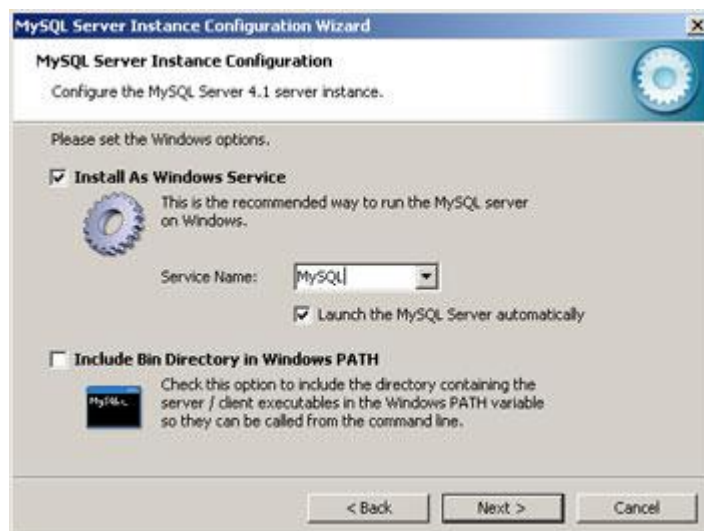 MySQL Server Instance Configuration Wizard
MySQL Server Instance Configuration
Configure the MySQL Server 4.1 server instance.
Please set the Windows options.
Install As Windows Service
This is the recommended way to run the MySQL server
on Windows.
Service Name: MySQL
Launch the MySQL Server automatically
Include Bin Directory in Windows PATH
Check this option to include the directory containing the
server / client executables in the Windows PATH variable
so they can be called from the command line.
< Back Next > Cancel